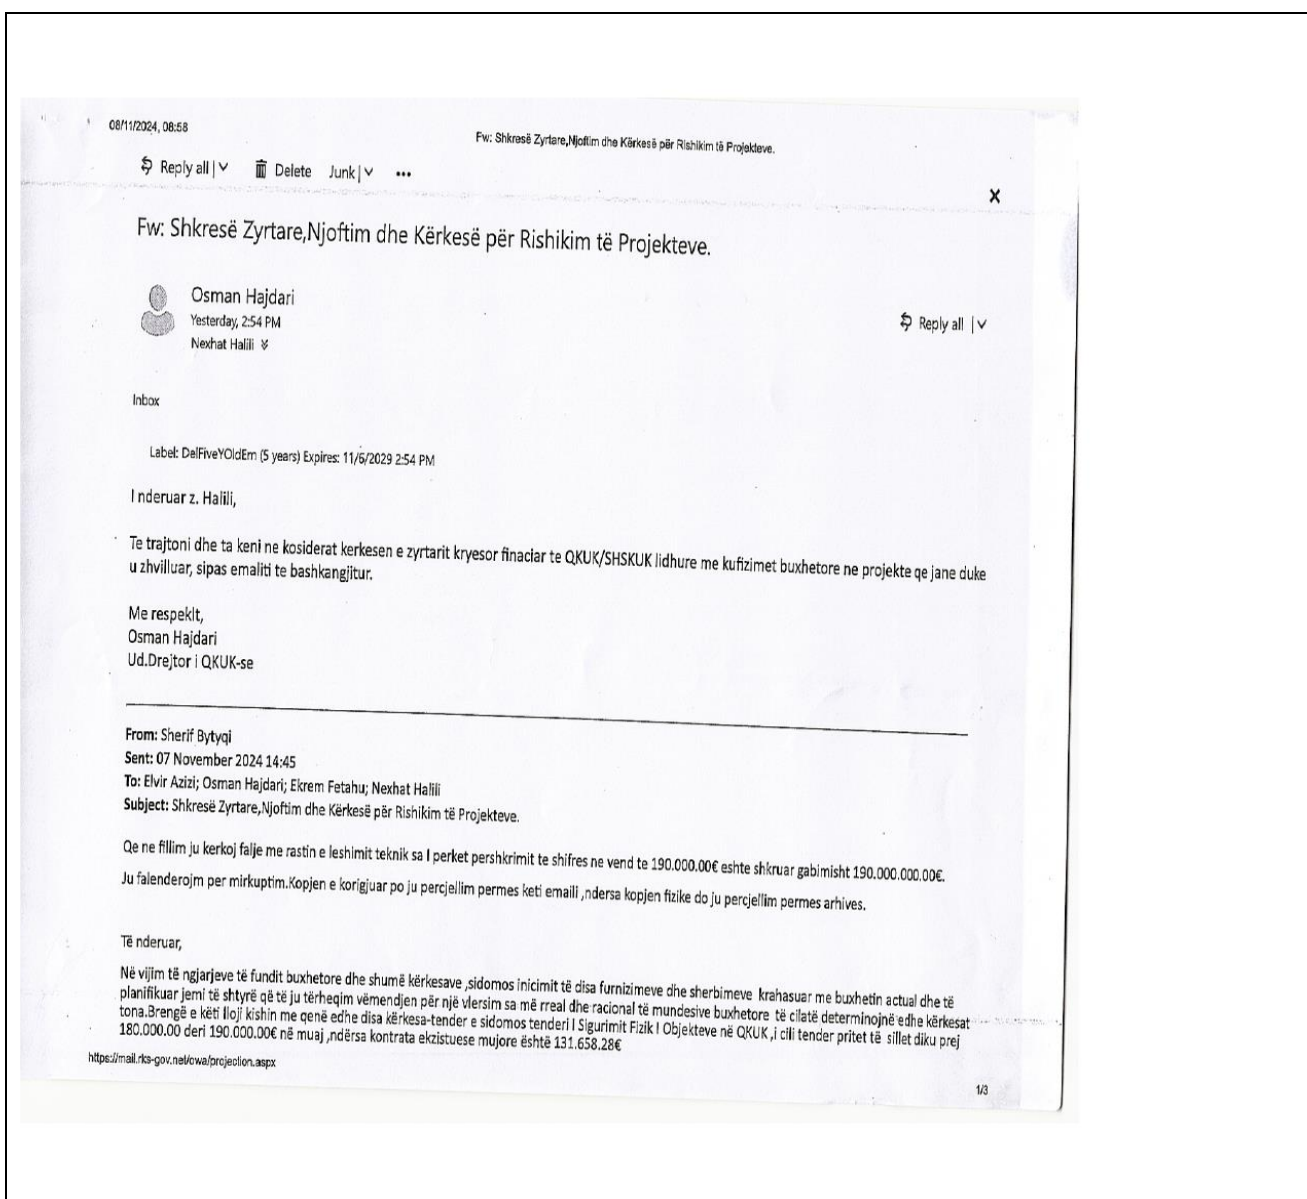 08/11/2024, 08:58
Fw: Shkresë Zyrtare,Njoftim dhe Kërkesë për Rishikim të Projekteve.
Reply all |
Delete
Junk |
...
X
Fw: Shkresë Zyrtare,Njoftim dhe Kërkesë për Rishikim të Projekteve.
Osman Hajdari
Yesterday, 2:54 PM
Reply all |
Nexhat Halili
Inbox
Label: DelFiveYOldEm (5 years) Expires: 11/6/2029 2:54 PM
I nderuar z. Halili,
Te trajtoni dhe ta keni ne kosiderat kerkesen e zyrtarit kryesor finaciar te QKUK/SHSKUK lidhure me kufizimet buxhetore ne projekte qe jane duke
u zhvilluar, sipas emaliti te bashkangjitur.
Me respeklt,
Osman Hajdari
Ud.Drejtor i QKUK-se
From: Sherif Bytyqi
Sent: 07 November 2024 14:45
To: Elvir Azizi; Osman Hajdari; Ekrem Fetahu; Nexhat Halili
Subject: Shkresë Zyrtare,Njoftim dhe Kërkesë për Rishikim të Projekteve.
Qe ne fillim ju kerkoj falje me rastin e leshimit teknik sa I perket pershkrimit te shifres ne vend te 190.000.00€ eshte shkruar gabimisht 190.000.000.00€.
Ju falenderojm per mirkuptim.Kopjen e korigjuar po ju percjellim permes keti emaili ,ndersa kopjen fizike do ju percjellim permes arhives.
Të nderuar,
Në vijim të ngjarjeve të fundit buxhetore dhe shumë kërkesave ,sidomos inicimit të disa furnizimeve dhe sherbimeve krahasuar me buxhetin actual dhe të
planifikuar jemi të shtyrë që të ju tërheqim vëmendjen për një vlersim sa më rreal dhe racional të mundesive buxhetore të cilatë determinojnë edhe kërkesat
tona.Brengë e këti lloji kishin me qenë edhe disa kërkesa-tender e sidomos tenderi I Sigurimit Fizik I Objekteve në QKUK ,i cili tender pritet të sillet diku prej
180.000.00 deri 190.000.00€ në muaj ,ndërsa kontrata ekzistuese mujore është 131.658.28€
https://mail.rks-gov.net/owa/projection.aspx
1/3